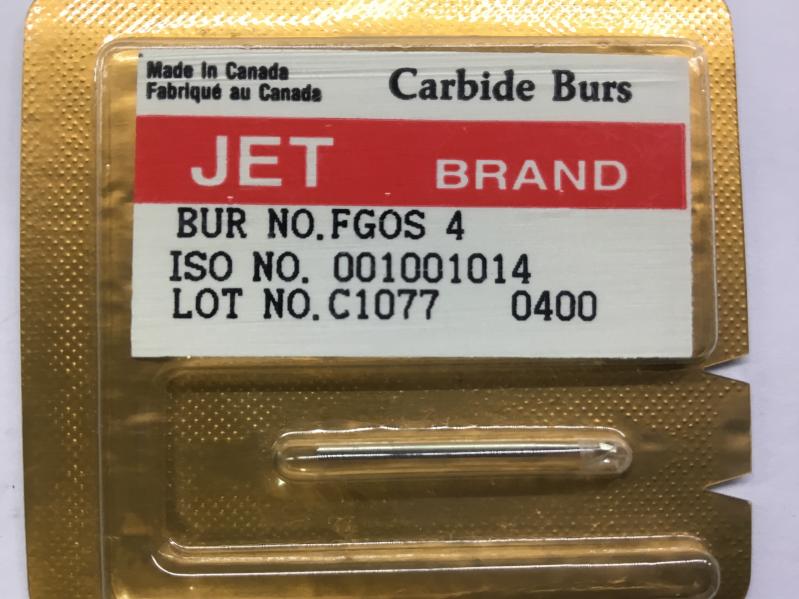 Made In Canada
Fabriqué au Canada
Carbide Burs
JET BRAND
BUR NO.FGOS 4
ISO NO. 001001014
LOT NO.C1077 0400